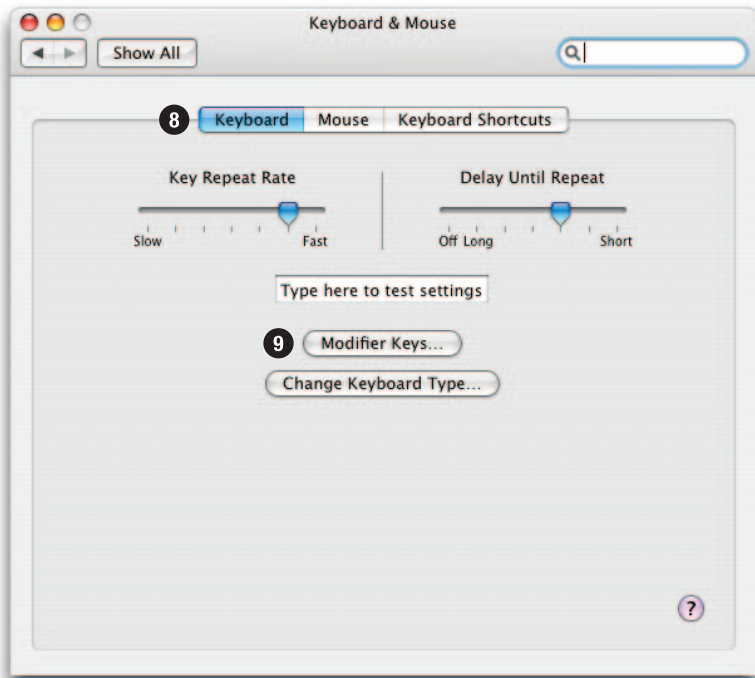 Keyboard & Mouse
Show All
8 Keyboard Mouse Keyboard Shortcuts
Key Repeat Rate Delay Until Repeat
Slow Fast Off Long Short
Type here to test settings
9 Modifier Keys...
Change Keyboard Type...
?